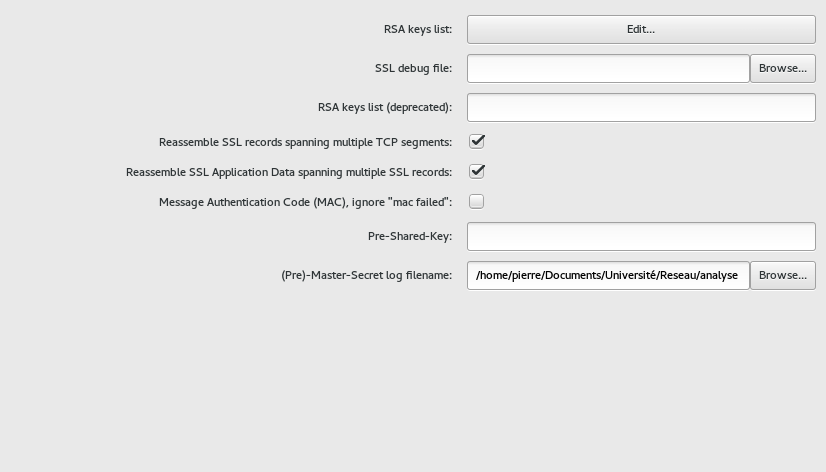 RSA keys list: Edit...
SSL debug file: Browse...
RSA keys list (deprecated):
Reassemble SSL records spanning multiple TCP segments:
Reassemble SSL Application Data spanning multiple SSL records:
Message Authentication Code (MAC), ignore "mac failed":
Pre-Shared-Key:
(Pre)-Master-Secret log filename: /home/pierre/Documents/Université/Reseau/analyse Browse...